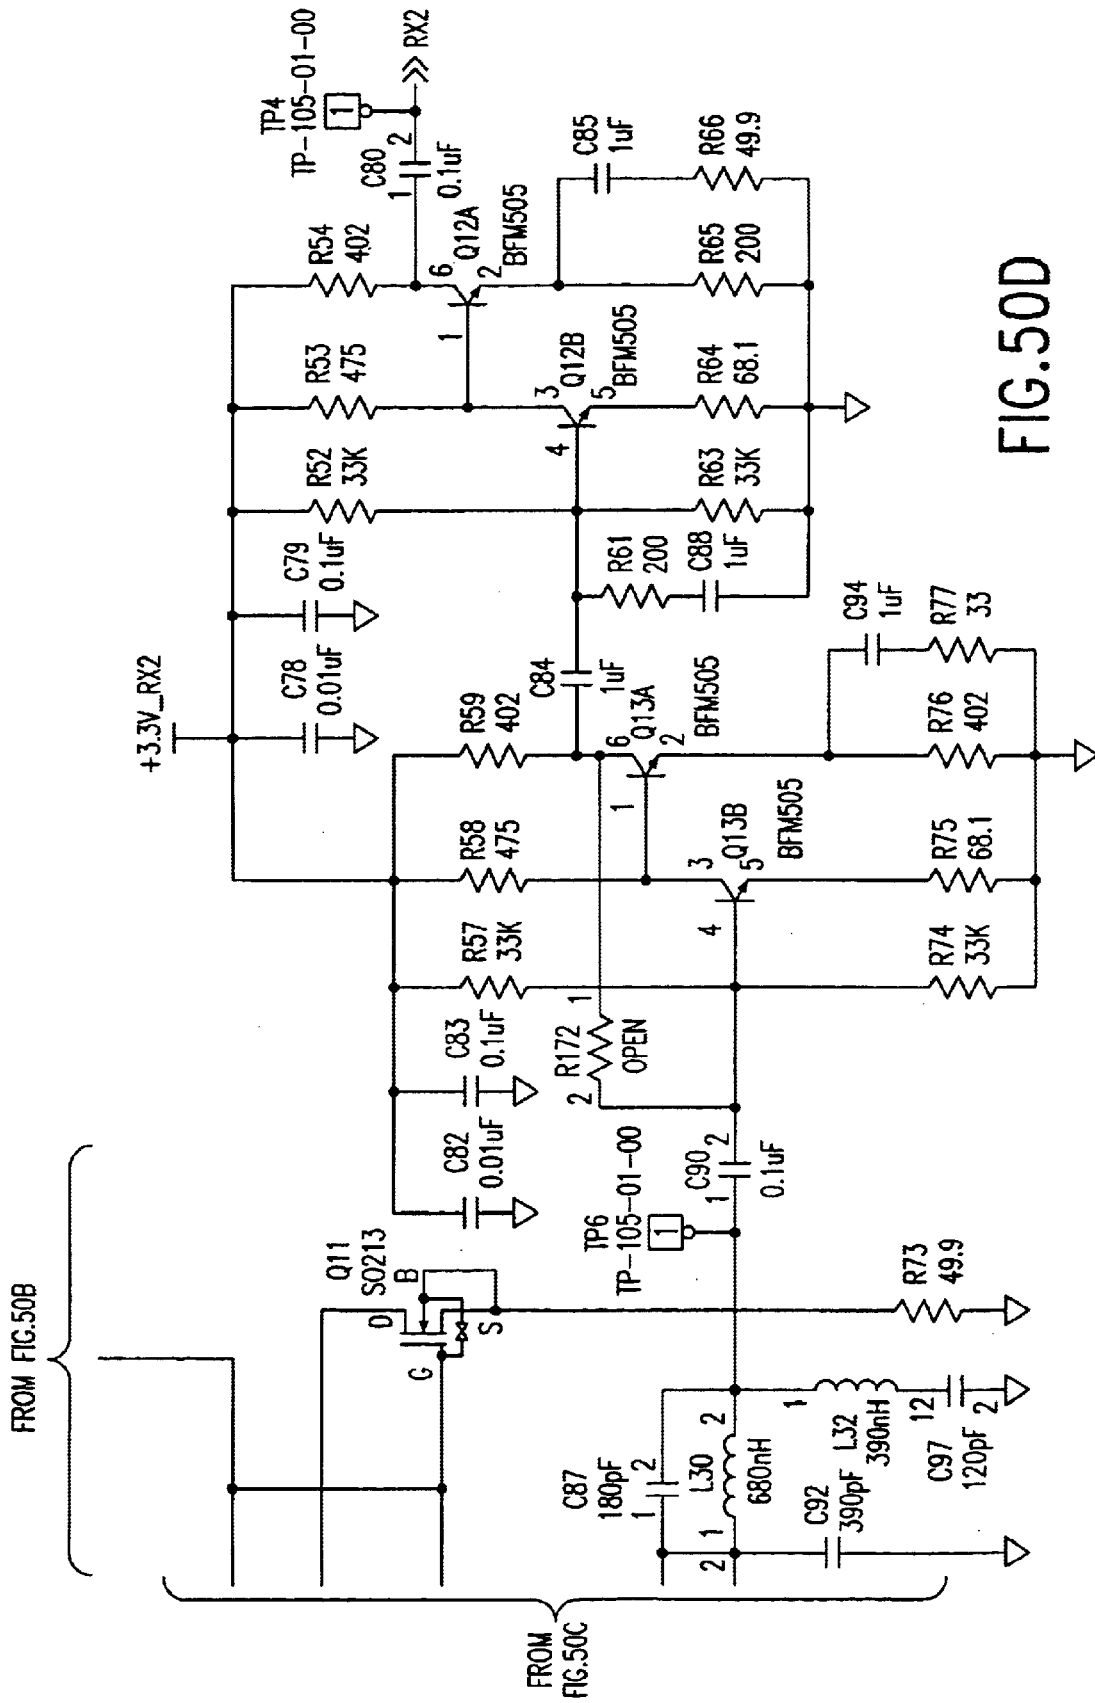 FROM FIG.50B
FROM
FIG.50C
+3.3V_RX2
C78
0.01uF
C79
0.1uF
R52
33K
R53
475
R54
402
TP4
TP-105-01-00
1
C80
1
2
0.1uF
RX2
6
Q12A
BFM505
1
2
3
Q12B
BFM505
4
5
C85
1uF
R66
49.9
R65
200
R64
68.1
R63
33K
R61
200
C88
1uF
C84
1uF
R59
402
R58
475
R57
33K
C83
0.1uF
C82
0.01uF
6
Q13A
BFM505
1
2
3
Q13B
BFM505
4
5
C94
1uF
R77
33
R76
402
R75
68.1
R74
33K
1
R172
OPEN
2
C90
1
2
0.1uF
TP6
TP-105-01-00
1
Q11
SO213
D
B
S
G
R73
49.9
C87
180pF
1
2
L30
680nH
1
2
2
C92
390pF
1
L32
390nH
12
C97
120pF
2
FIG.50D